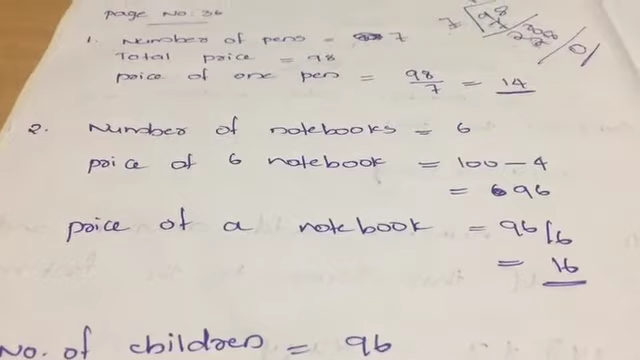 Page No: 36
1. Number of pens = 7
Total price = 98
price of one pen = 98/7 = 14
2. Number of notebooks = 6
price of 6 notebook = 100-4
= 96
price of a notebook = 96/6
= 16
No. of children = 96